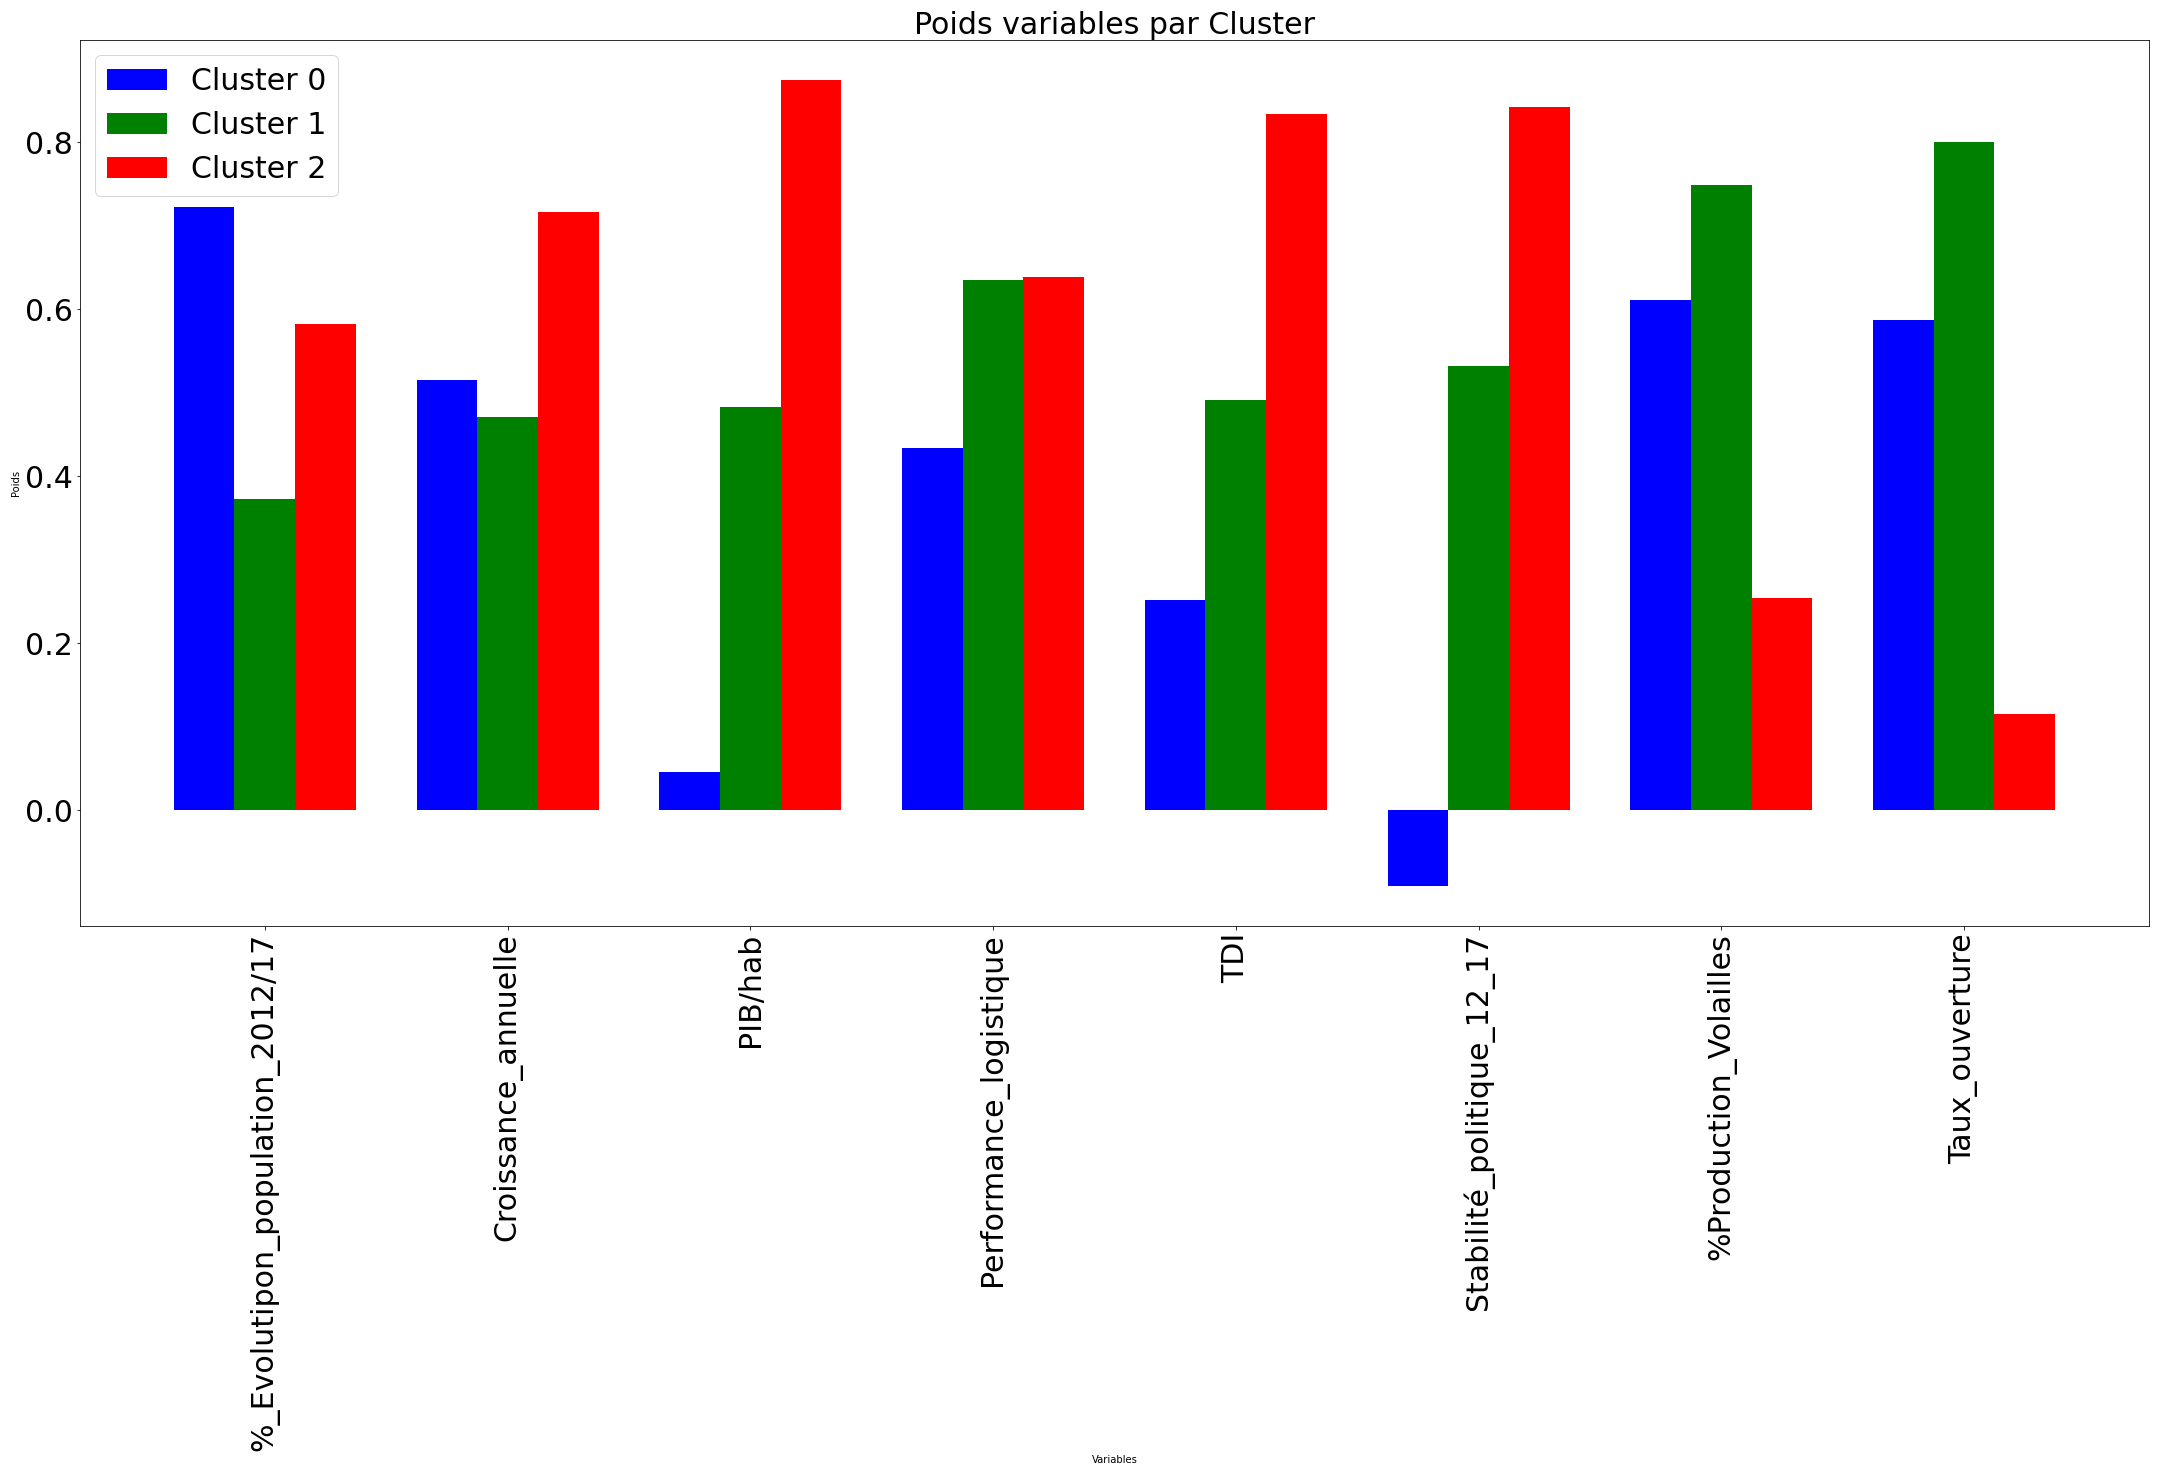 Poids variables par Cluster
Cluster 0
Cluster 1
Cluster 2
0.8
0.6
0.4
0.2
0.0
Poids
%_Evolutipon_population_2012/17
Croissance_annuelle
PIB/hab
Performance_logistique
TDI
Stabilité_politique_12_17
%Production_Volailles
Taux_ouverture
Variables